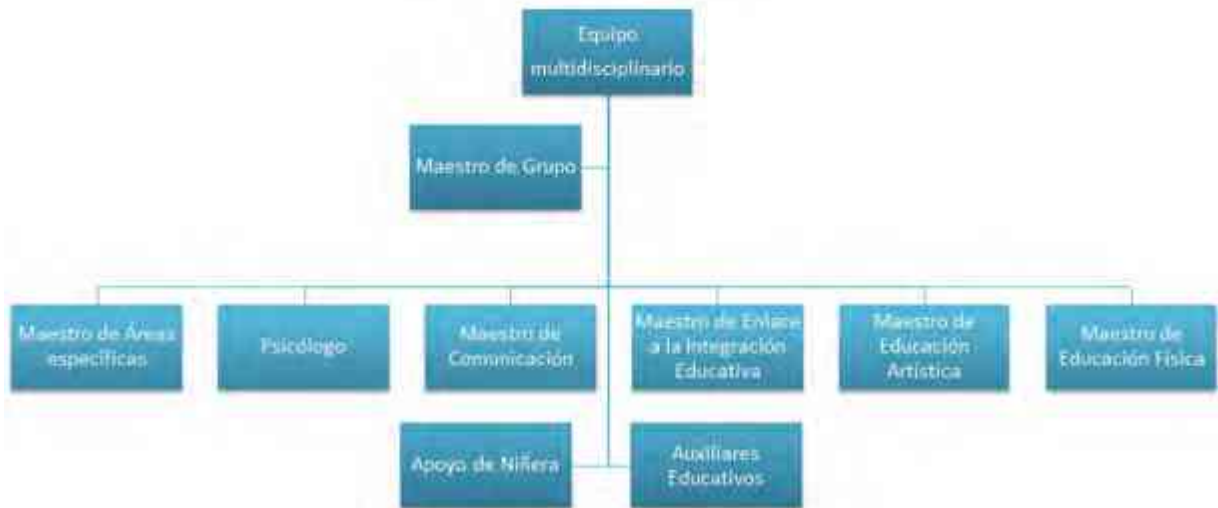 Equipo
multidisciplinario
Maestro de Grupo
Maestro de Áreas
específicas
Psicólogo
Maestro de
Comunicación
Maestro de Enlace
a la Integración
Educativa
Maestro de
Educación
Artística
Maestro de
Educación Física
Apoyo de Niñera
Auxiliares
Educativos